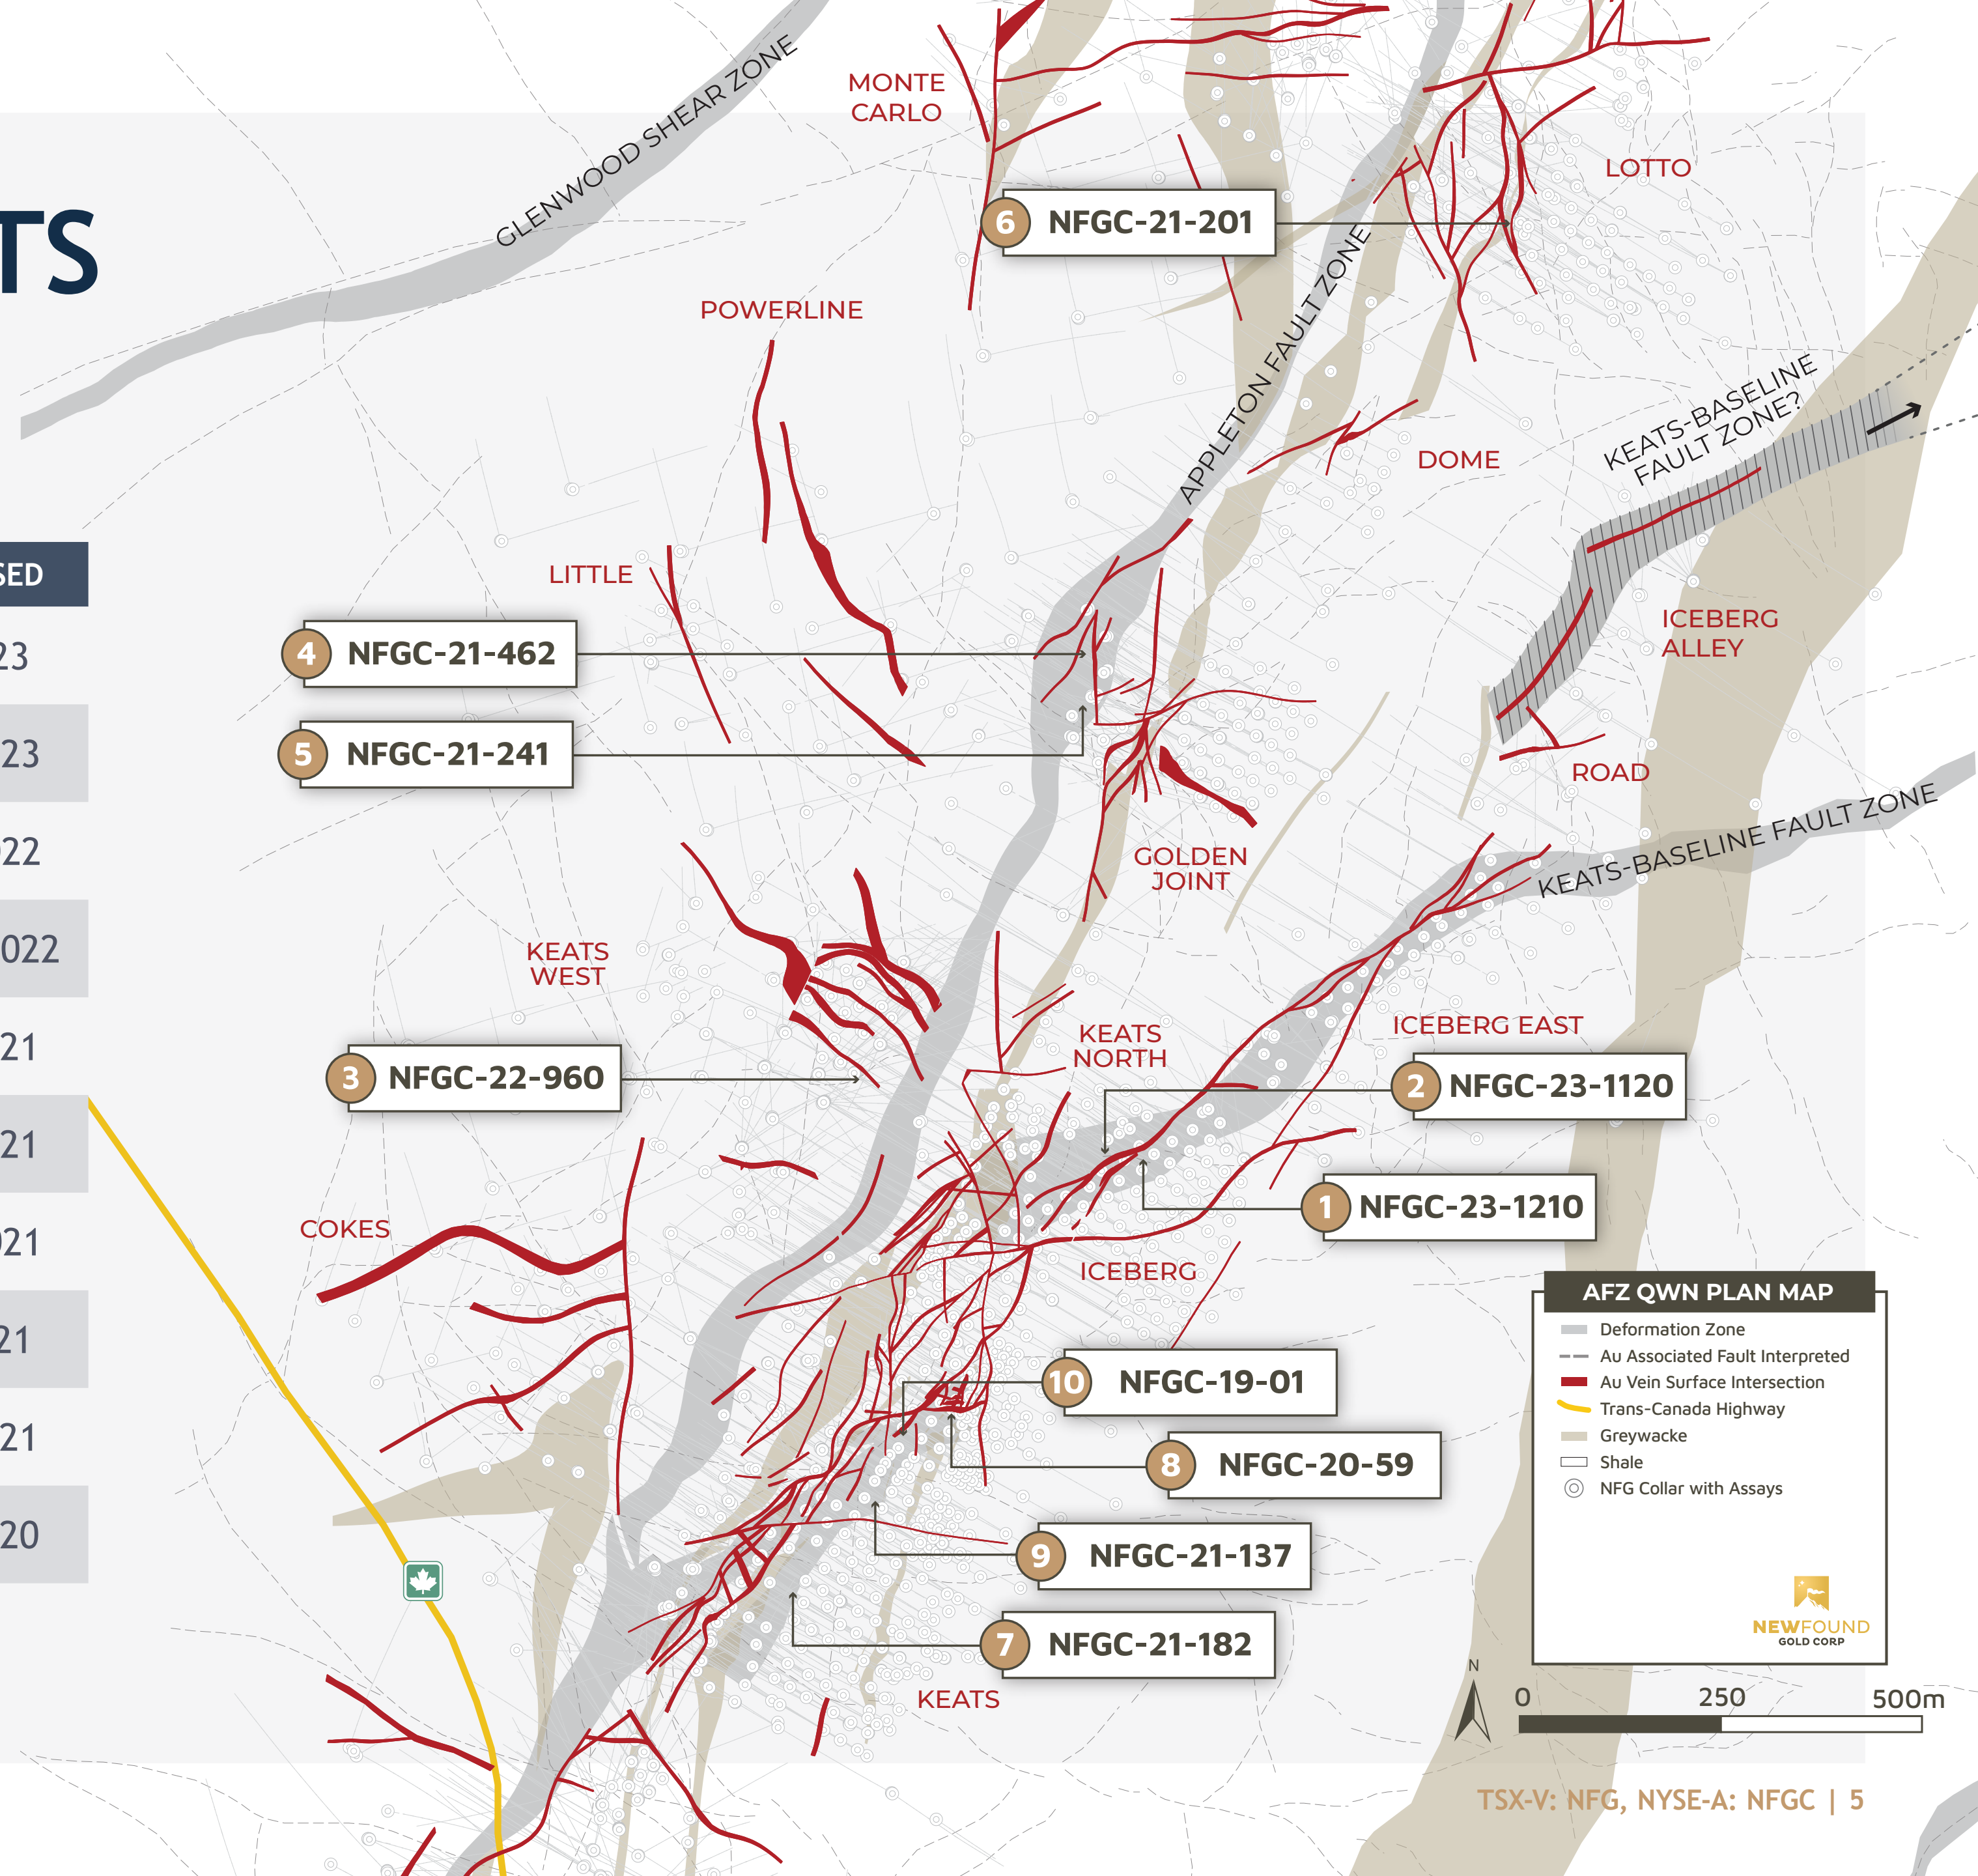 TS
SED
23
23
22
022
21
21
021
21
21
20
GLENWOOD SHEAR ZONE
MONTE
CARLO
LOTTO
6 NFGC-21-201
POWERLINE
APPLETON FAULT ZONE
KEATS-BASELINE
FAULT ZONE?
DOME
LITTLE
ICEBERG
ALLEY
4 NFGC-21-462
5 NFGC-21-241
ROAD
KEATS-BASELINE FAULT ZONE
GOLDEN
JOINT
KEATS
WEST
ICEBERG EAST
KEATS
NORTH
3 NFGC-22-960
2 NFGC-23-1120
1 NFGC-23-1210
COKES
ICEBERG
10 NFGC-19-01
8 NFGC-20-59
9 NFGC-21-137
7 NFGC-21-182
KEATS
AFZ QWN PLAN MAP
Deformation Zone
Au Associated Fault Interpreted
Au Vein Surface Intersection
Trans-Canada Highway
Greywacke
Shale
NFG Collar with Assays
NEWFOUND
GOLD CORP
N
0 250 500m
TSX-V: NFG, NYSE-A: NFGC | 5